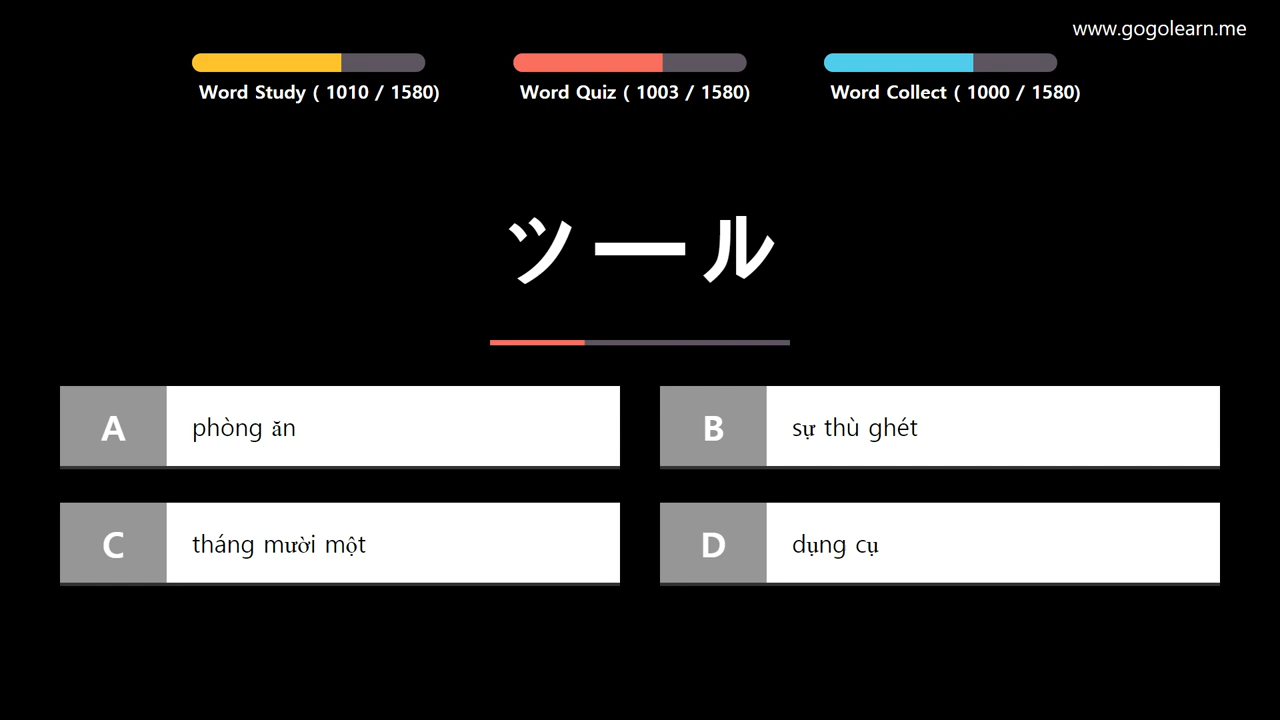 www.gogolearn.me
Word Study ( 1010 / 1580)
Word Quiz ( 1003 / 1580)
Word Collect ( 1000 / 1580)
ツール
A
phòng ăn
B
sự thù ghét
C
tháng mười một
D
dụng cụ